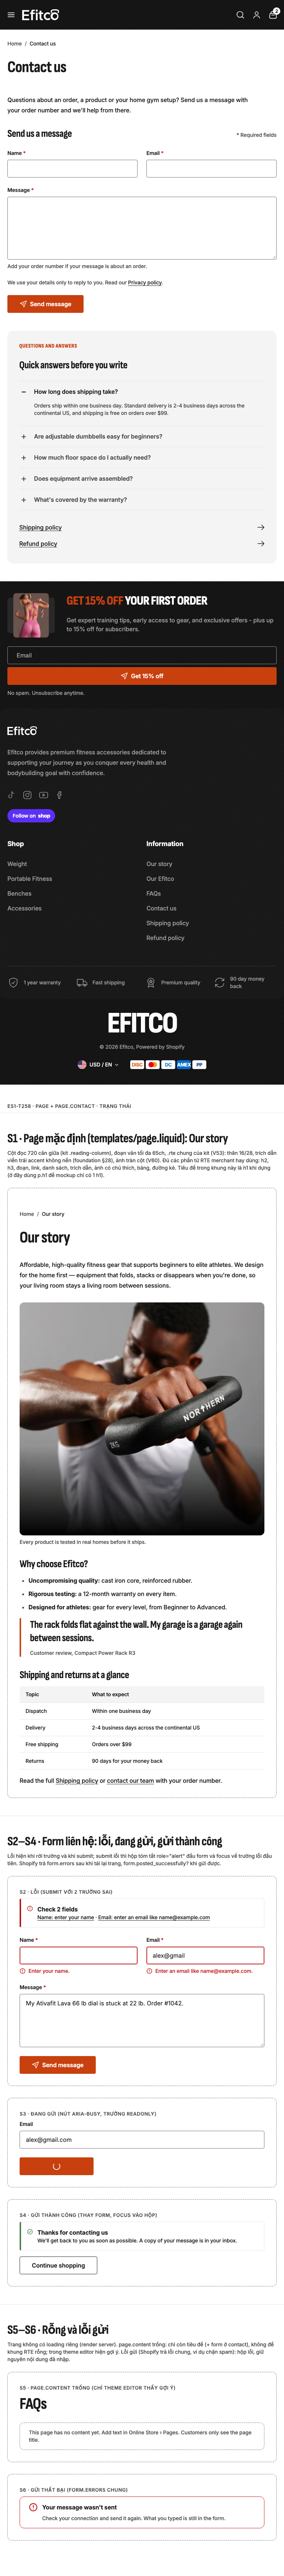 Efitco
2
Home / Contact us
Contact us
Questions about an order, a product or your home gym setup? Send us a message with
your order number and we'll help from there.
Send us a message
* Required fields
Name *
Email *
Message *
Add your order number if your message is about an order.
We use your details only to reply to you. Read our Privacy policy.
Send message
QUESTIONS AND ANSWERS
Quick answers before you write
How long does shipping take?
Orders ship within one business day. Standard delivery is 2-4 business days across the
continental US, and shipping is free on orders over $99.
Are adjustable dumbbells easy for beginners?
How much floor space do I actually need?
Does equipment arrive assembled?
What's covered by the warranty?
Shipping policy
Refund policy
GET 15% OFF YOUR FIRST ORDER
Get expert training tips, early access to gear, and exclusive offers - plus up
to 15% off for subscribers.
Email
Get 15% off
No spam. Unsubscribe anytime.
Efitco
Efitco provides premium fitness accessories dedicated to
supporting your journey as you conquer every health and
bodybuilding goal with confidence.
Follow on shop
Shop
Information
Weight
Our story
Portable Fitness
Our Efitco
Benches
FAQs
Accessories
Contact us
Shipping policy
Refund policy
1 year warranty
Fast shipping
Premium quality
90 day money
back
EFITCO
© 2026 Efitco, Powered by Shopify
USD / EN
DISC
DC
AMEX
PP
ES1-T258 · PAGE + PAGE.CONTACT · TRẠNG THÁI
S1 · Page mặc định (templates/page.liquid): Our story
Home / Our story
Our story
Affordable, high-quality fitness gear that supports beginners to elite athletes. We design
for the home first — equipment that folds, stacks or disappears when you're done, so
your living room stays a living room between sessions.
NORTHERN
Every product is tested in real homes before it ships.
Why choose Efitco?
• Uncompromising quality: cast iron core, reinforced rubber.
• Rigorous testing: a 12-month warranty on every item.
• Designed for athletes: gear for every level, from Beginner to Advanced.
The rack folds flat against the wall. My garage is a garage again
between sessions.
Customer review, Compact Power Rack R3
Shipping and returns at a glance
Topic
What to expect
Dispatch
Within one business day
Delivery
2-4 business days across the continental US
Free shipping
Orders over $99
Returns
90 days for your money back
Read the full Shipping policy or contact our team with your order number.
S2–S4 · Form liên hệ: lỗi, đang gửi, gửi thành công
S2 · LỖI (SUBMIT VỚI 2 TRƯỜNG SAI)
Check 2 fields
Name: enter your name · Email: enter an email like name@example.com
Name *
Email *
alex@gmail
Enter your name.
Enter an email like name@example.com.
Message *
My Ativafit Lava 66 lb dial is stuck at 22 lb. Order #1042.
Send message
S3 · ĐANG GỬI (NÚT ARIA-BUSY, TRƯỜNG READONLY)
Email
alex@gmail.com
S4 · GỬI THÀNH CÔNG (THAY FORM, FOCUS VÀO HỘP)
Thanks for contacting us
We'll get back to you as soon as possible. A copy of your message is in your inbox.
Continue shopping
S5–S6 · Rỗng và lỗi gửi
S5 · PAGE.CONTENT TRỐNG (CHỈ THEME EDITOR THẤY GỢI Ý)
FAQs
This page has no content yet. Add text in Online Store › Pages. Customers only see the page
title.
S6 · GỬI THẤT BẠI (FORM.ERRORS CHUNG)
Your message wasn't sent
Check your connection and send it again. What you typed is still in the form.